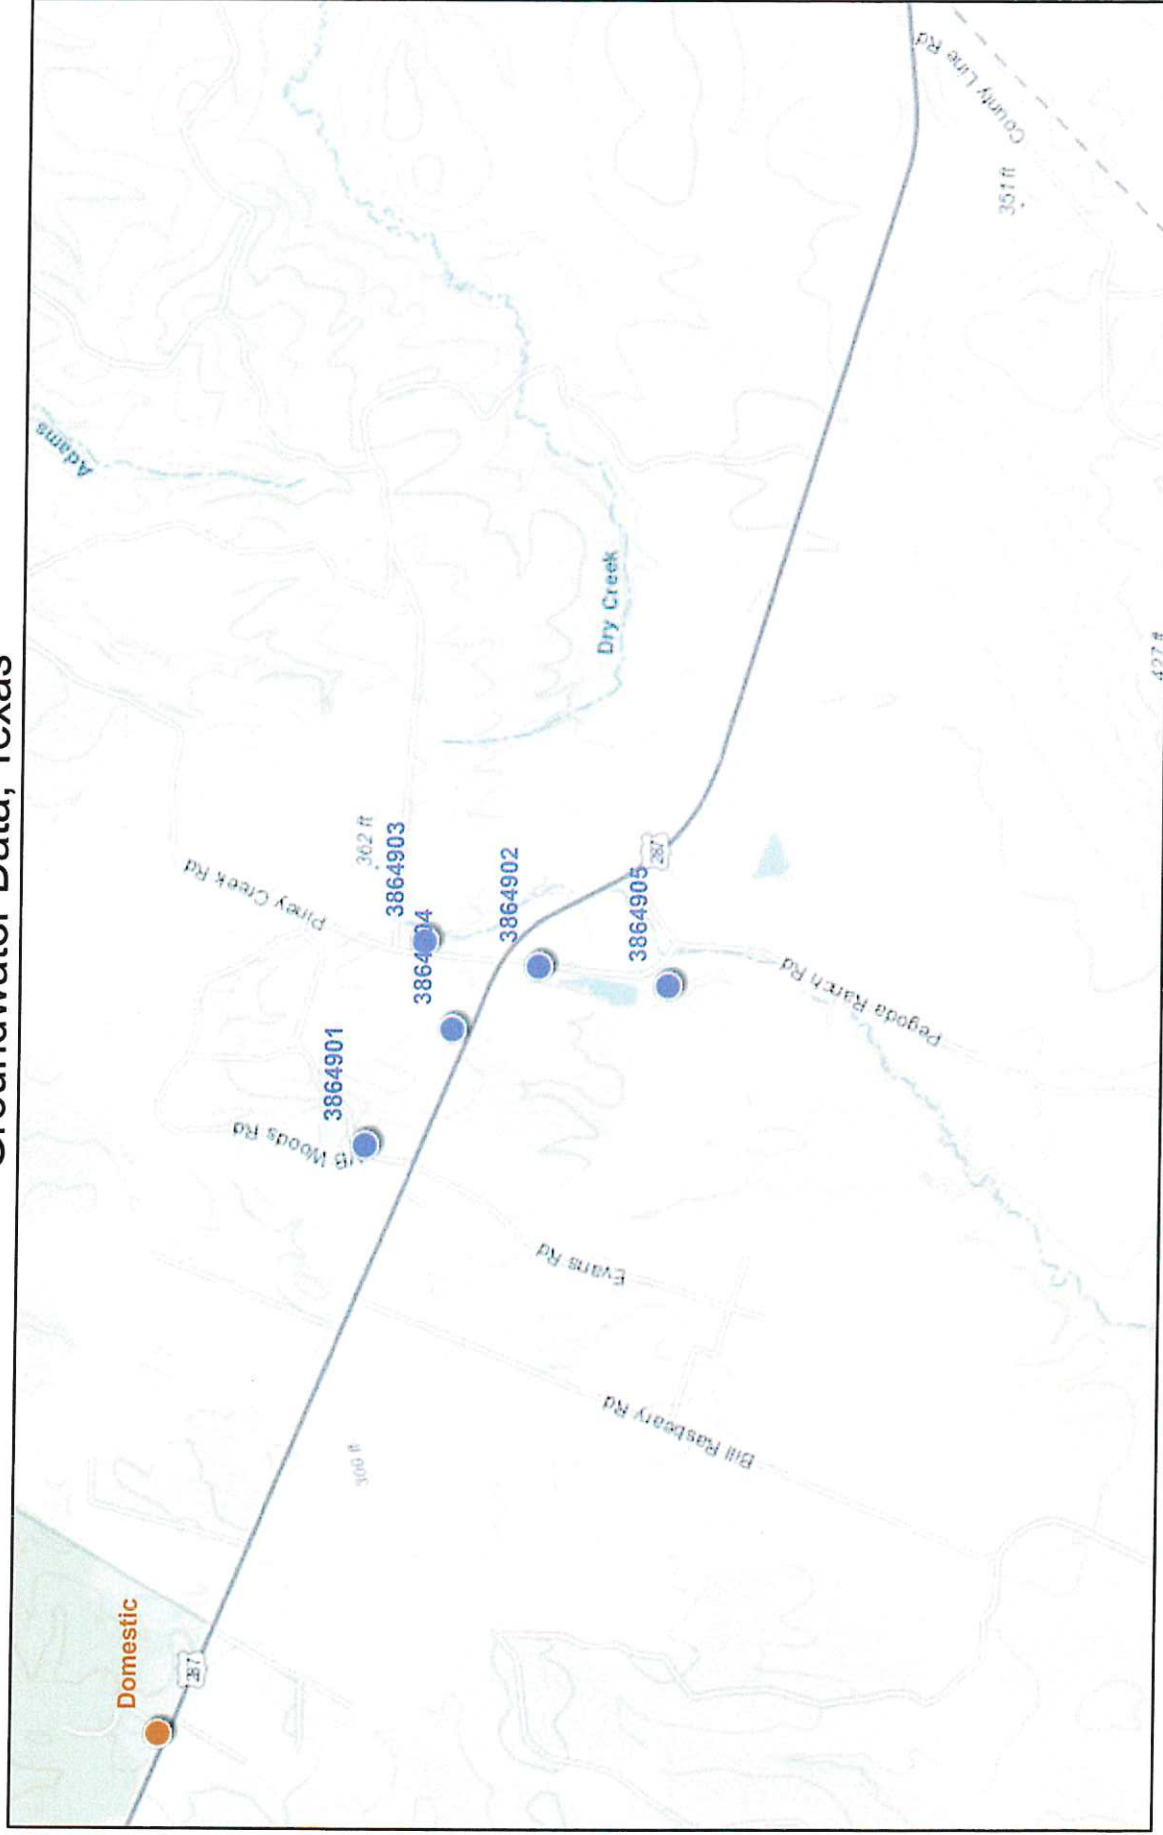 Groundwater Data, Texas
Adams
County Line Rd
351 ft
Dry Creek
427 ft
Piney Creek Rd
362 ft
3864903
3864902
287
3864905
Pegoda Ranch Rd
3864901
Woods Rd
Evans Rd
Bill Rasbeary Rd
300 ft
Domestic
287